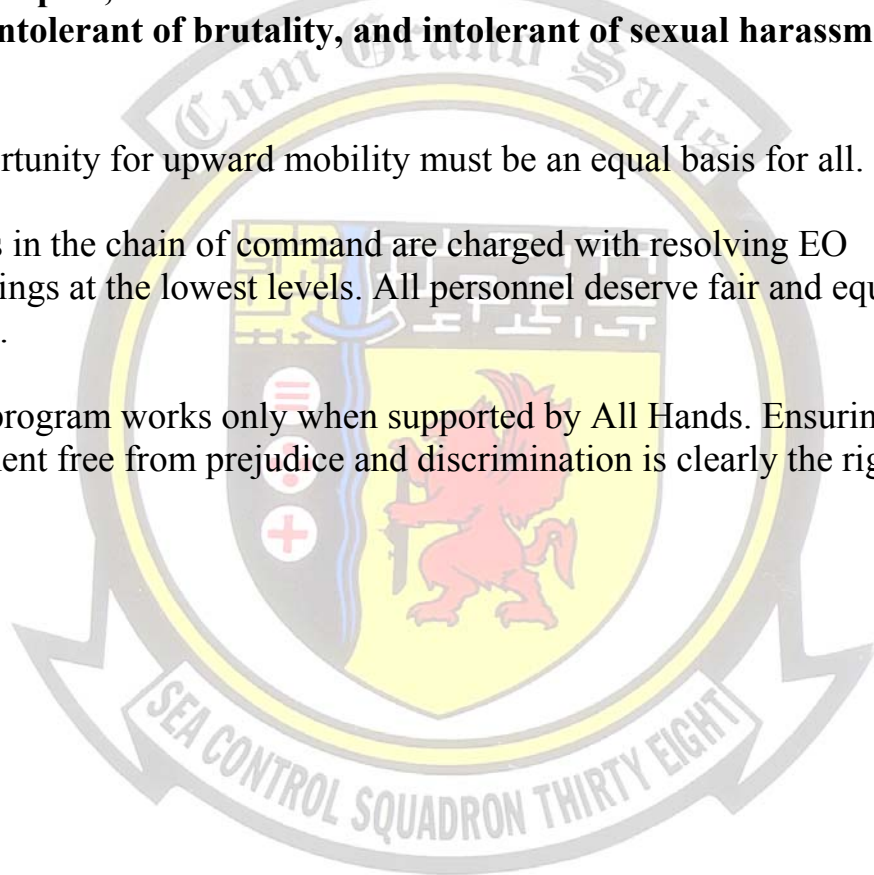 ntolerant of brutality, and intolerant of sexual harassm
Cum Grano Salis
rtunity for upward mobility must be an equal basis for all.
s in the chain of command are charged with resolving EO
ings at the lowest levels. All personnel deserve fair and equ
.
program works only when supported by All Hands. Ensurin
ent free from prejudice and discrimination is clearly the rig
SEA CONTROL SQUADRON THIRTY EIGHT